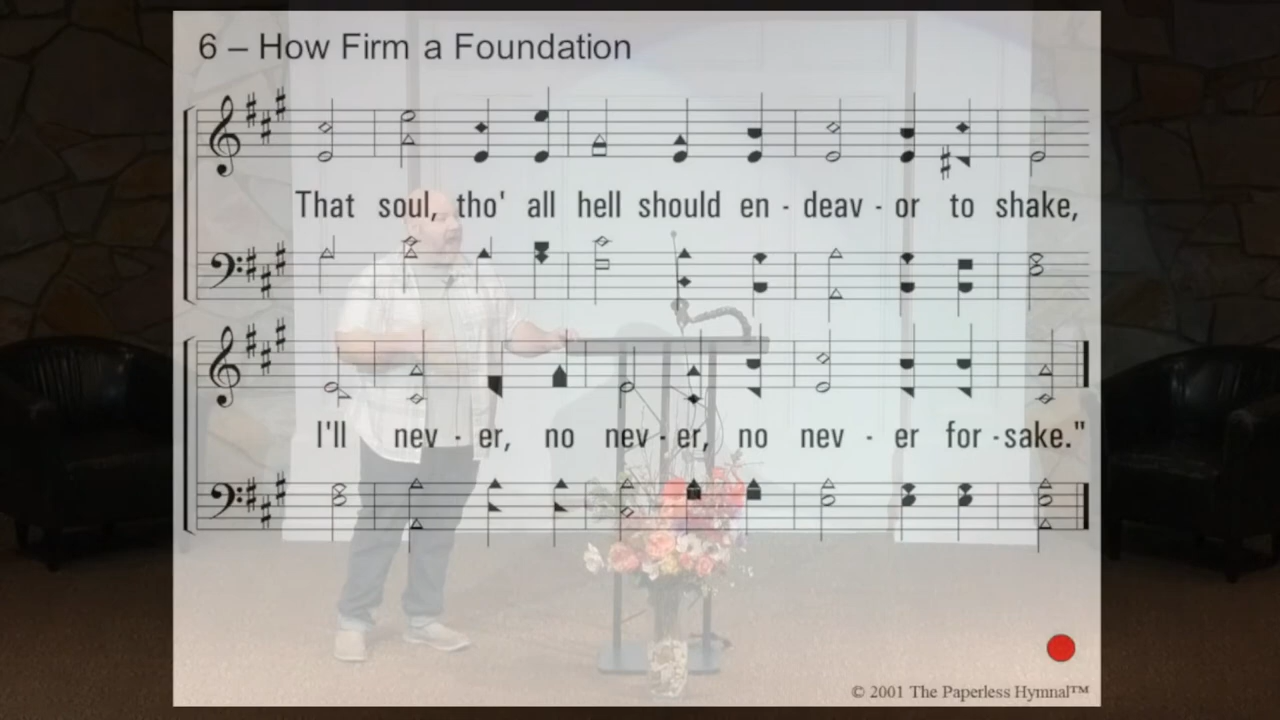 6 – How Firm a Foundation
That soul, tho' all hell should en - deav - or to shake,
I'll nev - er, no nev - er, no nev - er for - sake."
© 2001 The Paperless Hymnal™